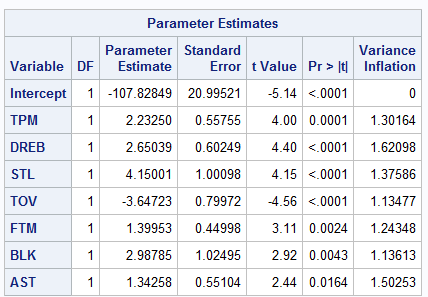 Parameter Estimates
Variable DF Parameter Estimate Standard Error t Value Pr > |t| Variance Inflation
Intercept 1 -107.82849 20.99521 -5.14 <.0001 0
TPM 1 2.23250 0.55755 4.00 0.0001 1.30164
DREB 1 2.65039 0.60249 4.40 <.0001 1.62098
STL 1 4.15001 1.00098 4.15 <.0001 1.37586
TOV 1 -3.64723 0.79972 -4.56 <.0001 1.13477
FTM 1 1.39953 0.44998 3.11 0.0024 1.24348
BLK 1 2.98785 1.02495 2.92 0.0043 1.13613
AST 1 1.34258 0.55104 2.44 0.0164 1.50253